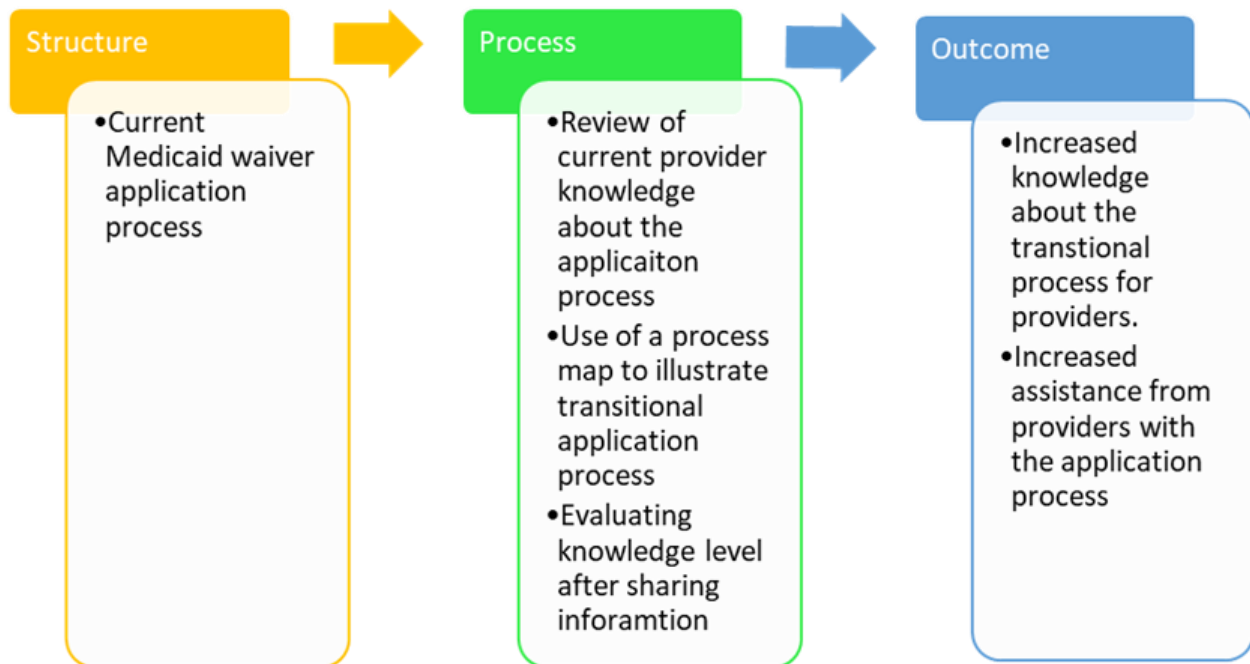 Structure
•Current
Medicaid waiver
application
process
Process
•Review of
current provider
knowledge
about the
applicaiton
process
•Use of a process
map to illustrate
transitional
application
process
•Evaluating
knowledge level
after sharing
inforamtion
Outcome
•Increased
knowledge
about the
transtional
process for
providers.
•Increased
assistance from
providers with
the application
process